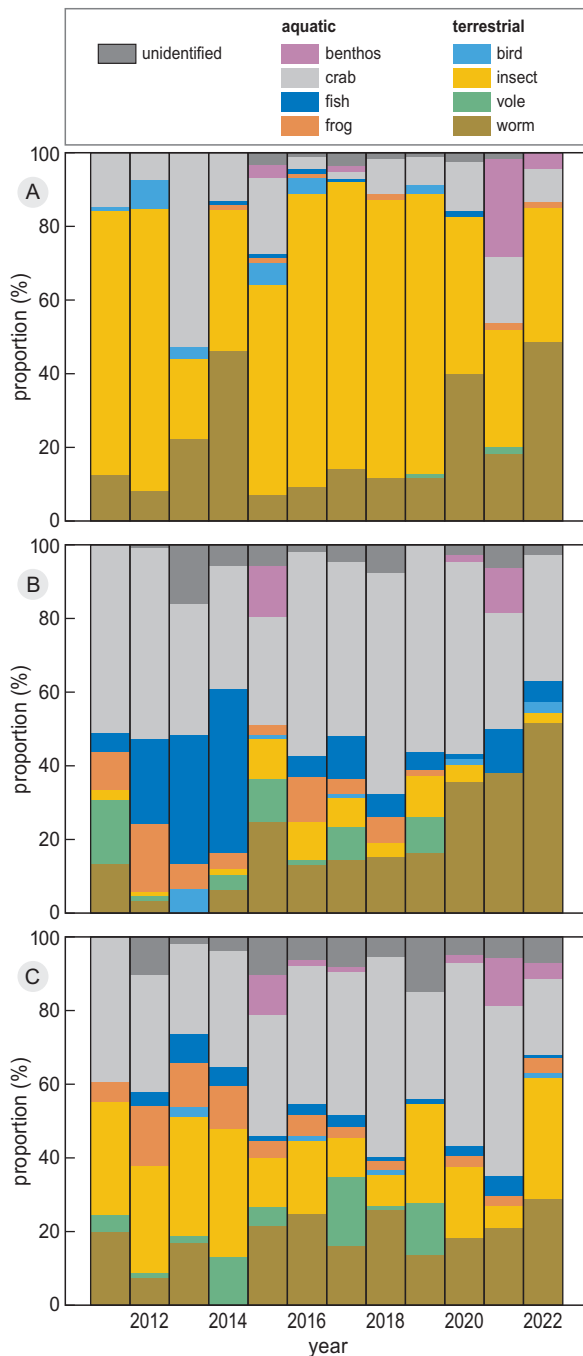 aquatic terrestrial
unidentified benthos bird
crab insect
fish vole
frog worm
A
100
80
60
40
20
0
proportion (%)
B
100
80
60
40
20
0
proportion (%)
C
100
80
60
40
20
0
proportion (%)
2012 2014 2016 2018 2020 2022
year